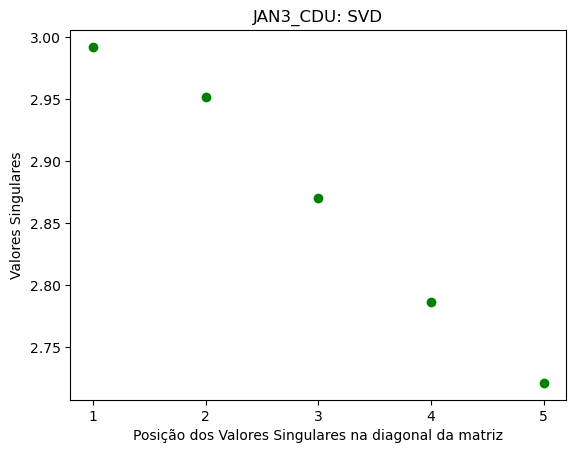 JAN3_CDU: SVD
3.00
2.95
2.90
2.85
2.80
2.75
Valores Singulares
1 2 3 4 5
Posição dos Valores Singulares na diagonal da matriz